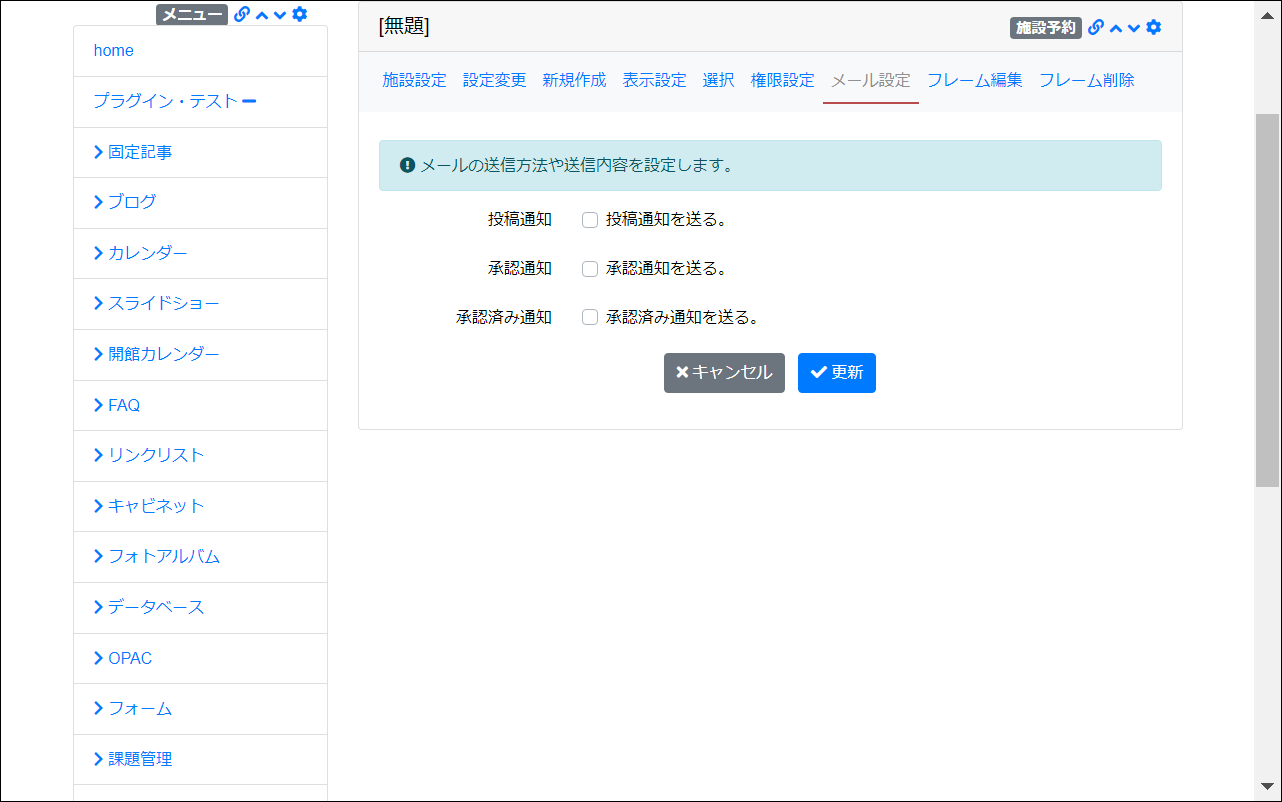 メニュー
home
プラグイン・テスト
固定記事
ブログ
カレンダー
スライドショー
開館カレンダー
FAQ
リンクリスト
キャビネット
フォトアルバム
データベース
OPAC
フォーム
課題管理
[無題]
施設予約
施設設定 設定変更 新規作成 表示設定 選択 権限設定 メール設定 フレーム編集 フレーム削除
メールの送信方法や送信内容を設定します。
投稿通知 投稿通知を送る。
承認通知 承認通知を送る。
承認済み通知 承認済み通知を送る。
キャンセル 更新